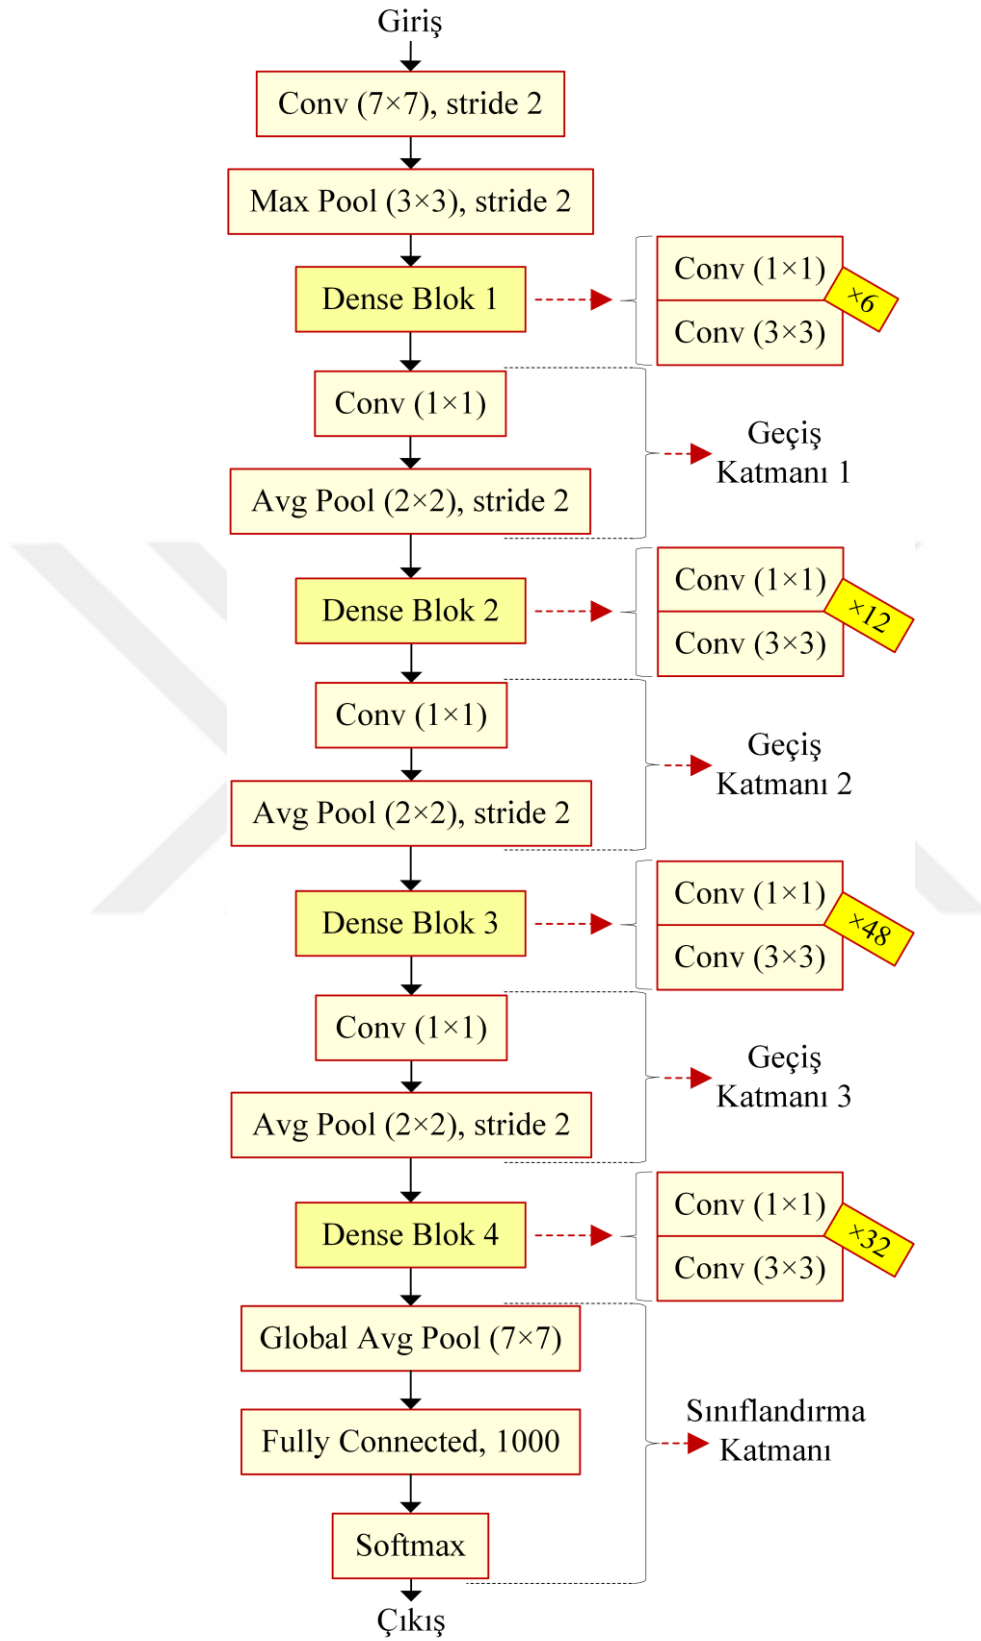 Giriş
Conv (7×7), stride 2
Max Pool (3×3), stride 2
Dense Blok 1
Conv (1×1)
Conv (3×3)
×6
Conv (1×1)
Avg Pool (2×2), stride 2
Geçiş
Katmanı 1
Dense Blok 2
Conv (1×1)
Conv (3×3)
×12
Conv (1×1)
Avg Pool (2×2), stride 2
Geçiş
Katmanı 2
Dense Blok 3
Conv (1×1)
Conv (3×3)
×48
Conv (1×1)
Avg Pool (2×2), stride 2
Geçiş
Katmanı 3
Dense Blok 4
Conv (1×1)
Conv (3×3)
×32
Global Avg Pool (7×7)
Fully Connected, 1000
Softmax
Sınıflandırma
Katmanı
Çıkış